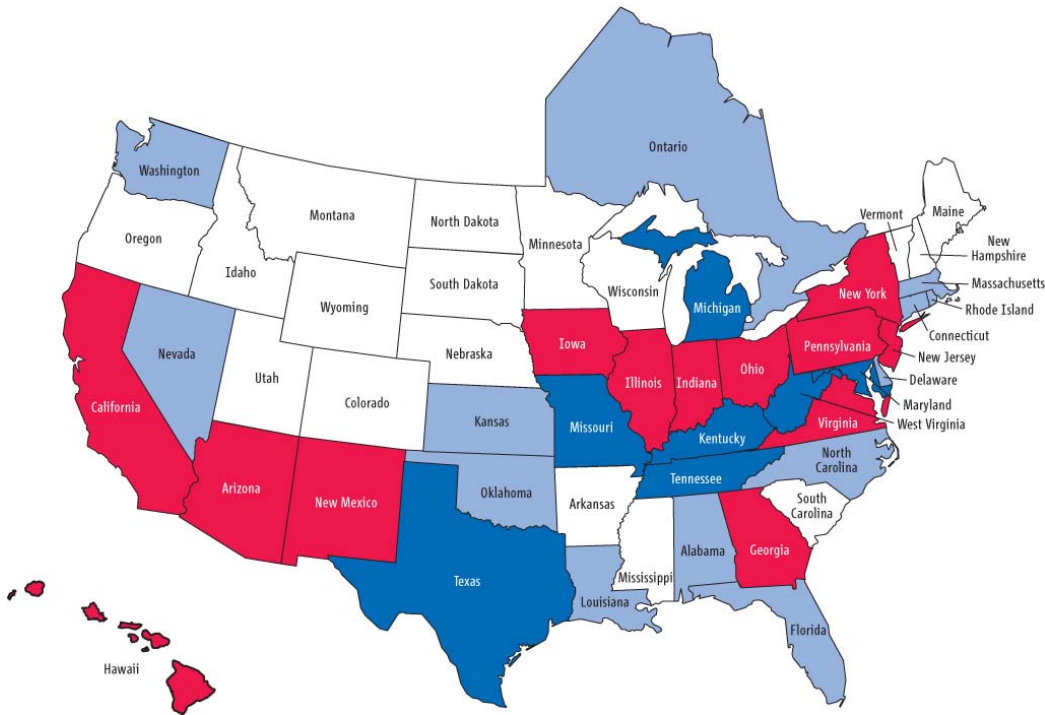 Ontario
Washington
Montana
North Dakota
Minnesota
Vermont
Maine
Oregon
Idaho
South Dakota
Wisconsin
Michigan
New
Hampshire
Massachusetts
New York
Rhode Island
Wyoming
Connecticut
Nebraska
Iowa
Pennsylvania
New Jersey
Nevada
Utah
Colorado
Illinois
Indiana
Ohio
Delaware
California
Kansas
Missouri
Kentucky
Maryland
Virginia
West Virginia
Arizona
New Mexico
Oklahoma
Arkansas
Tennessee
North
Carolina
South
Carolina
Texas
Louisiana
Mississippi
Alabama
Georgia
Florida
Hawaii